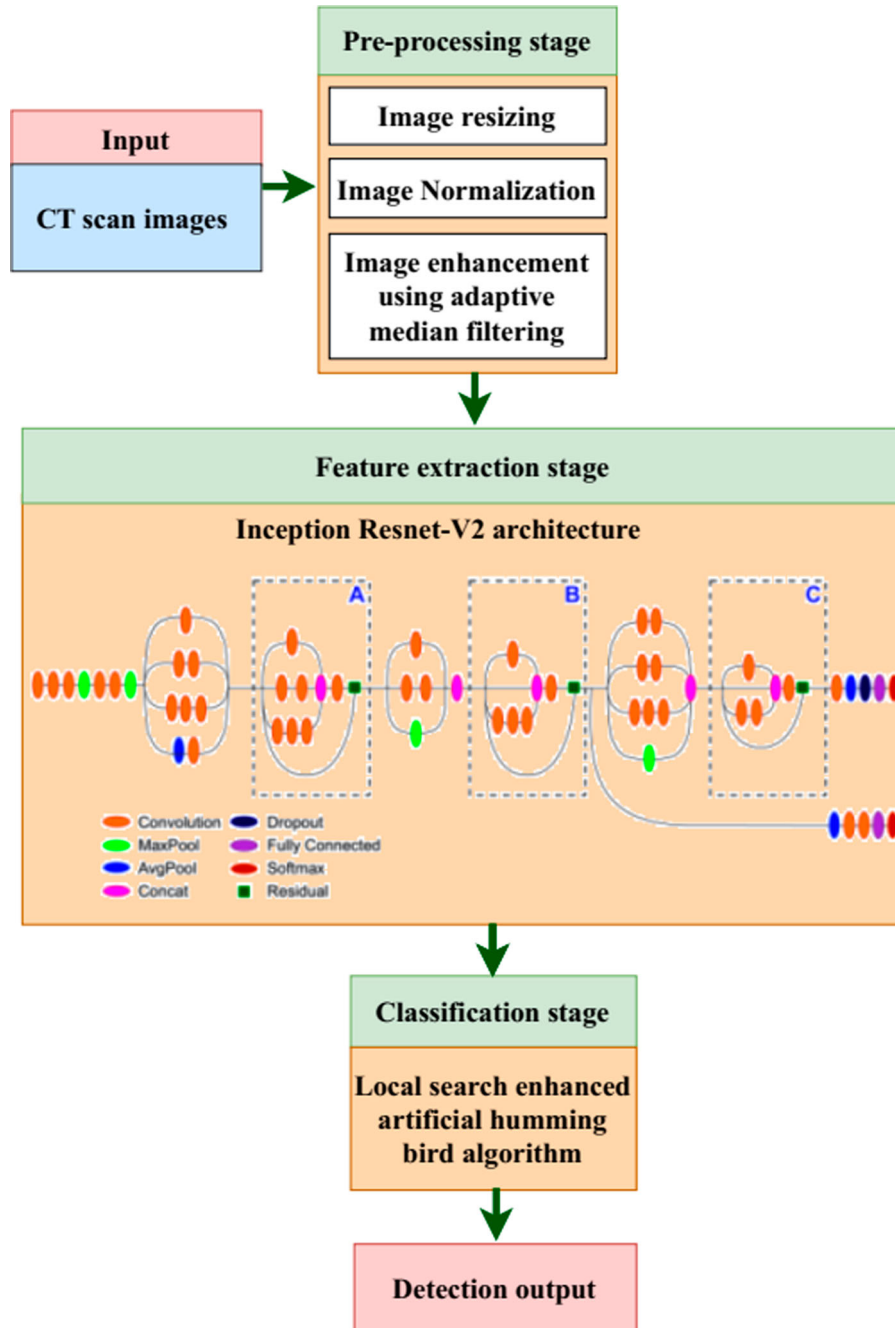 Pre-processing stage
Image resizing
Image Normalization
Image enhancement
using adaptive
median filtering
Input
CT scan images
Feature extraction stage
Inception Resnet-V2 architecture
A
B
C
Convolution
MaxPool
AvgPool
Concat
Dropout
Fully Connected
Softmax
Residual
Classification stage
Local search enhanced
artificial humming
bird algorithm
Detection output